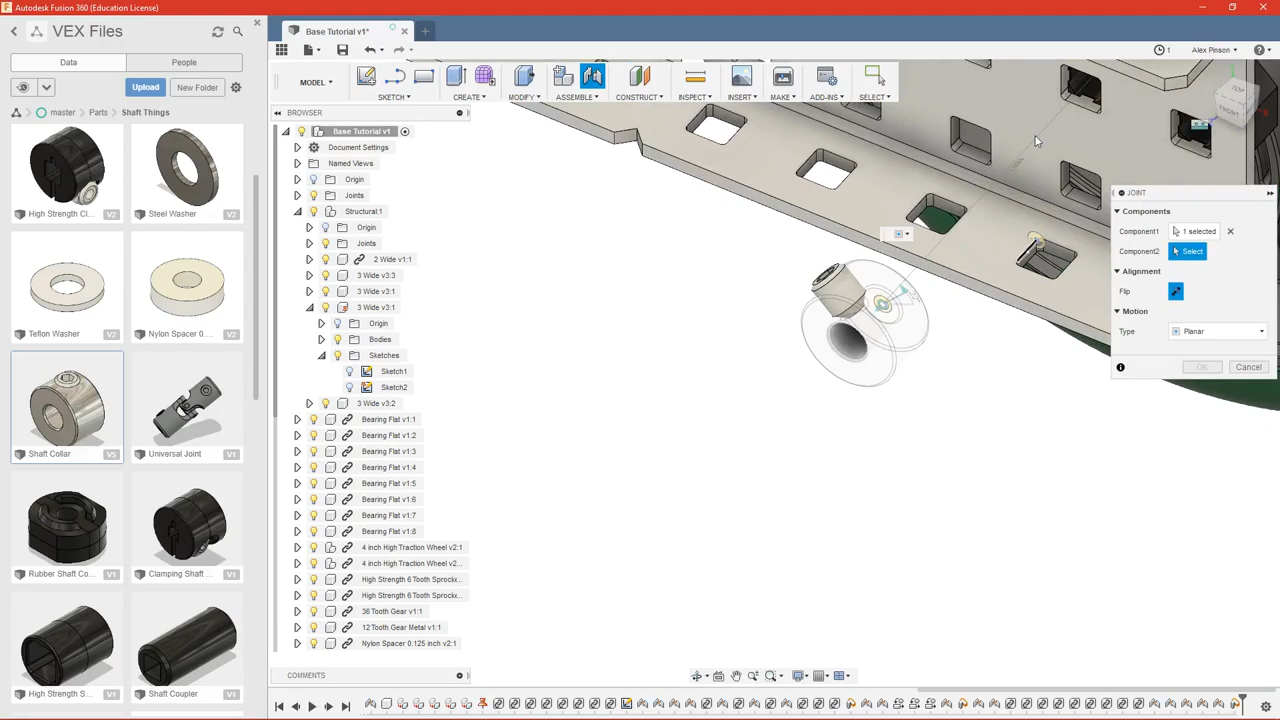 Autodesk Fusion 360 (Education License)
VEX Files
Data People
Upload New Folder
master > Parts > Shaft Things
High Strength Cl... V2
Steel Washer V2
Teflon Washer V2
Nylon Spacer 0.... V2
Shaft Collar V5
Universal Joint V1
Rubber Shaft Co... V1
Clamping Shaft ... V1
High Strength S... V1
Shaft Coupler V1
Base Tutorial v1*
1 Alex Pinson
MODEL
SKETCH CREATE MODIFY ASSEMBLE CONSTRUCT INSPECT INSERT MAKE ADD-INS SELECT
BROWSER
Base Tutorial v1
Document Settings
Named Views
Origin
Joints
Structural:1
Origin
Joints
2 Wide v1:1
3 Wide v3:3
3 Wide v3:1
3 Wide v3:1
Origin
Bodies
Sketches
Sketch1
Sketch2
3 Wide v3:2
Bearing Flat v1:1
Bearing Flat v1:2
Bearing Flat v1:3
Bearing Flat v1:4
Bearing Flat v1:5
Bearing Flat v1:6
Bearing Flat v1:7
Bearing Flat v1:8
4 inch High Traction Wheel v2:1
4 inch High Traction Wheel v2...
High Strength 6 Tooth Sprocke...
High Strength 6 Tooth Sprocke...
36 Tooth Gear v1:1
12 Tooth Gear Metal v1:1
Nylon Spacer 0.125 inch v2:1
COMMENTS
TOP
FRONT
JOINT
Components
Component1 1 selected
Component2 Select
Alignment
Flip
Motion
Type Planar
OK Cancel